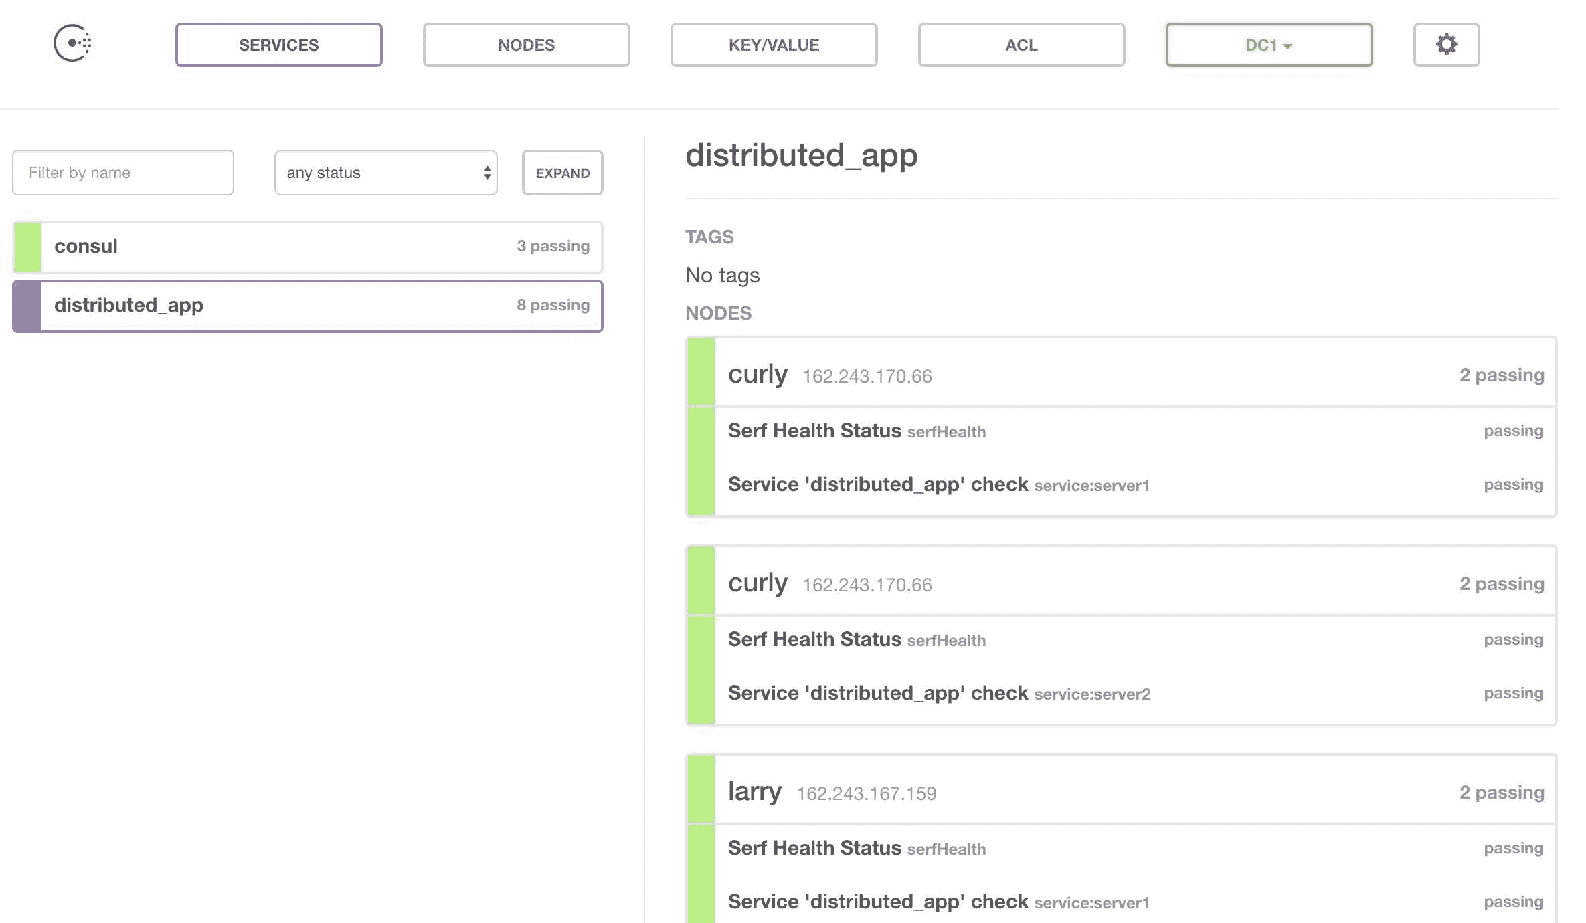 SERVICES NODES KEY/VALUE ACL DC1
Filter by name any status EXPAND
consul 3 passing
distributed_app 8 passing
distributed_app
TAGS
No tags
NODES
curly 162.243.170.66 2 passing
Serf Health Status serfHealth passing
Service 'distributed_app' check service:server1 passing
curly 162.243.170.66 2 passing
Serf Health Status serfHealth passing
Service 'distributed_app' check service:server2 passing
larry 162.243.167.159 2 passing
Serf Health Status serfHealth passing
Service 'distributed_app' check service:server1 passing